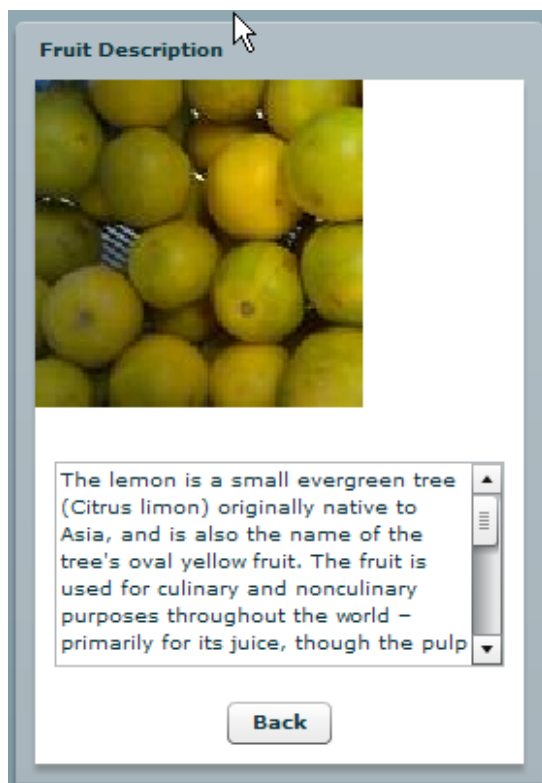 Fruit Description
The lemon is a small evergreen tree
(Citrus limon) originally native to
Asia, and is also the name of the
tree's oval yellow fruit. The fruit is
used for culinary and nonculinary
purposes throughout the world –
primarily for its juice, though the pulp
Back